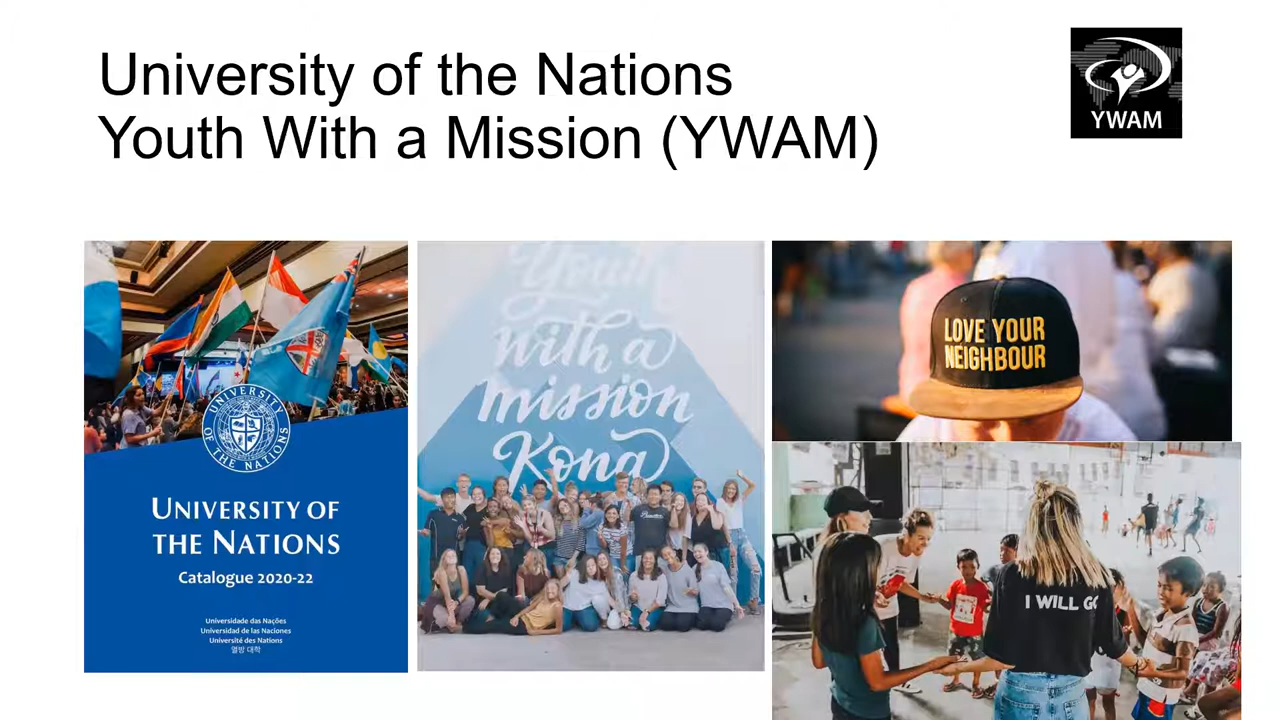 University of the Nations
Youth With a Mission (YWAM)
YWAM
UNIVERSITY OF THE NATIONS
UNIVERSITY OF
THE NATIONS
Catalogue 2020-22
Universidade das Nações
Universidad de las Naciones
Université des Nations
열방 대학
Youth
with a
mission
Kona
LOVE YOUR
NEIGHBOUR
I WILL GO